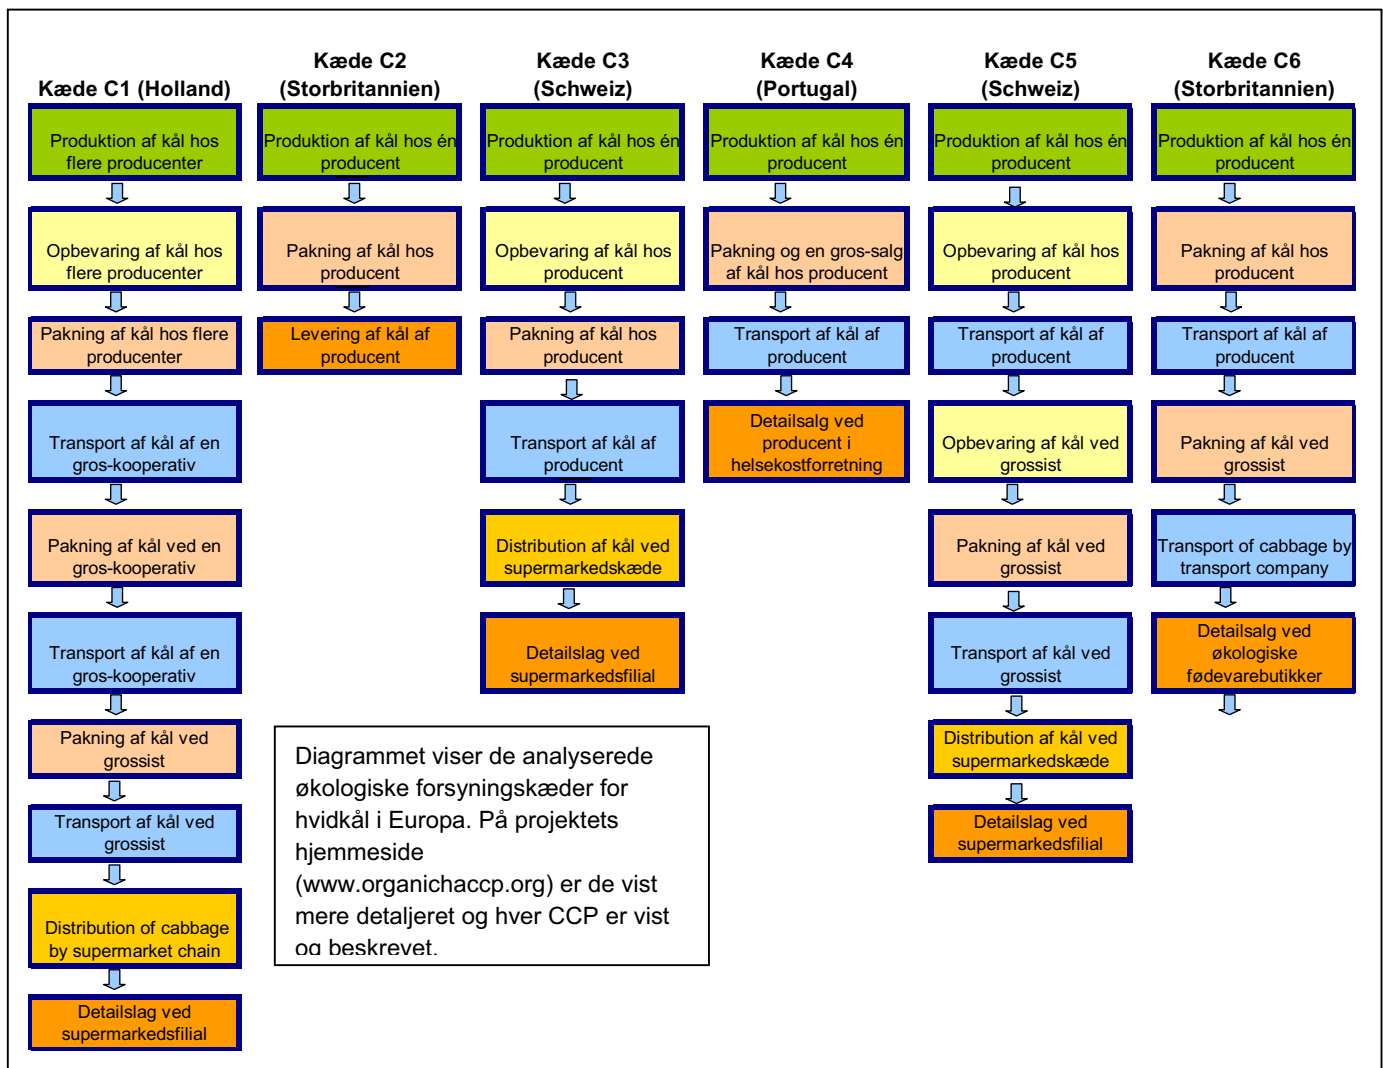 Kæde C1 (Holland)
Produktion af kål hos
flere producenter
Opbevaring af kål hos
flere producenter
Pakning af kål hos flere
producenter
Transport af kål af en
gros-kooperativ
Pakning af kål ved en
gros-kooperativ
Transport af kål af en
gros-kooperativ
Pakning af kål ved
grossist
Transport af kål ved
grossist
Distribution of cabbage
by supermarket chain
Detailslag ved
supermarkedsfilial
Kæde C2
(Storbritannien)
Produktion af kål hos én
producent
Pakning af kål hos
producent
Levering af kål af
producent
Kæde C3
(Schweiz)
Produktion af kål hos én
producent
Opbevaring af kål hos
producent
Pakning af kål hos
producent
Transport af kål af
producent
Distribution af kål ved
supermarkedskæde
Detailslag ved
supermarkedsfilial
Kæde C4
(Portugal)
Produktion af kål hos én
producent
Pakning og en gros-salg
af kål hos producent
Transport af kål af
producent
Detailsalg ved
producent i
helsekostforretning
Kæde C5
(Schweiz)
Produktion af kål hos én
producent
Opbevaring af kål hos
producent
Transport af kål af
producent
Opbevaring af kål ved
grossist
Pakning af kål ved
grossist
Transport af kål ved
grossist
Distribution af kål ved
supermarkedskæde
Detailslag ved
supermarkedsfilial
Kæde C6
(Storbritannien)
Produktion af kål hos én
producent
Pakning af kål hos
producent
Transport af kål af
producent
Pakning af kål ved
grossist
Transport of cabbage by
transport company
Detailsalg ved
økologiske
fødevarebutikker
Diagrammet viser de analyserede
økologiske forsyningskæder for
hvidkål i Europa. På projektets
hjemmeside
(www.organichaccp.org) er de vist
mere detaljeret og hver CCP er vist
og beskrevet.